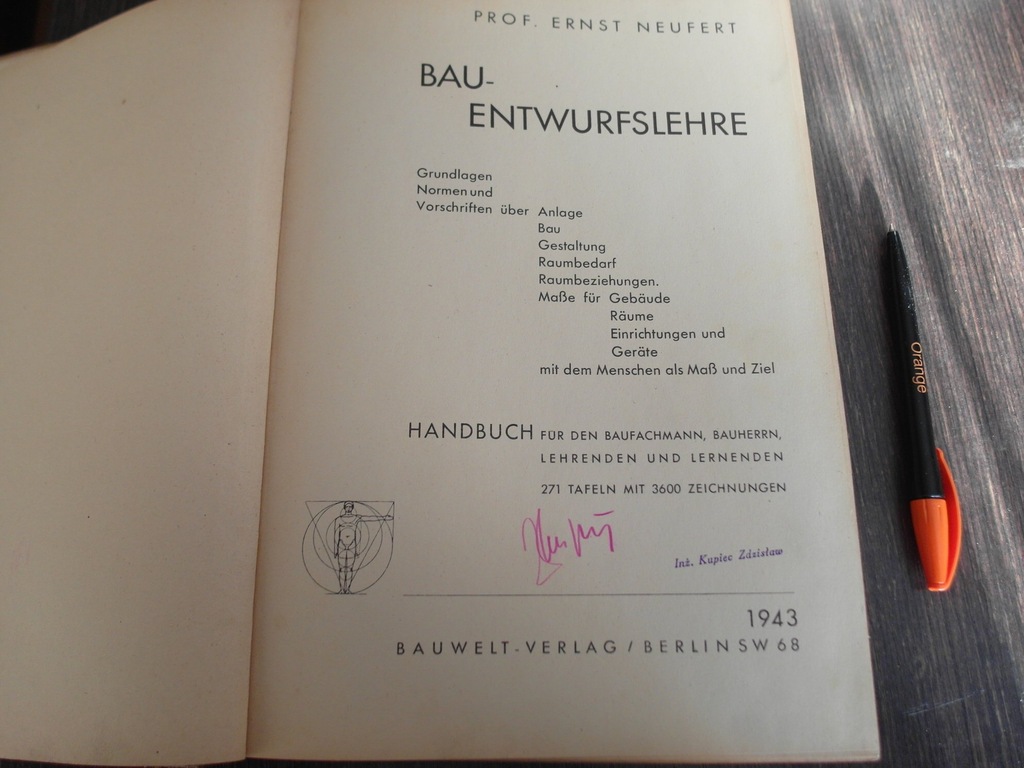 PROF. ERNST NEUFERT
BAU-
ENTWURFSLEHRE
Grundlagen
Normen und
Vorschriften über Anlage
Bau
Gestaltung
Raumbedarf
Raumbeziehungen.
Maße für Gebäude
Räume
Einrichtungen und
Geräte
mit dem Menschen als Maß und Ziel
HANDBUCH FÜR DEN BAUFACHMANN, BAUHERRN,
LEHRENDEN UND LERNENDEN
271 TAFELN MIT 3600 ZEICHNUNGEN
Inż. Kupiec Zdzisław
1943
BAUWELT-VERLAG / BERLIN SW 68
Orange